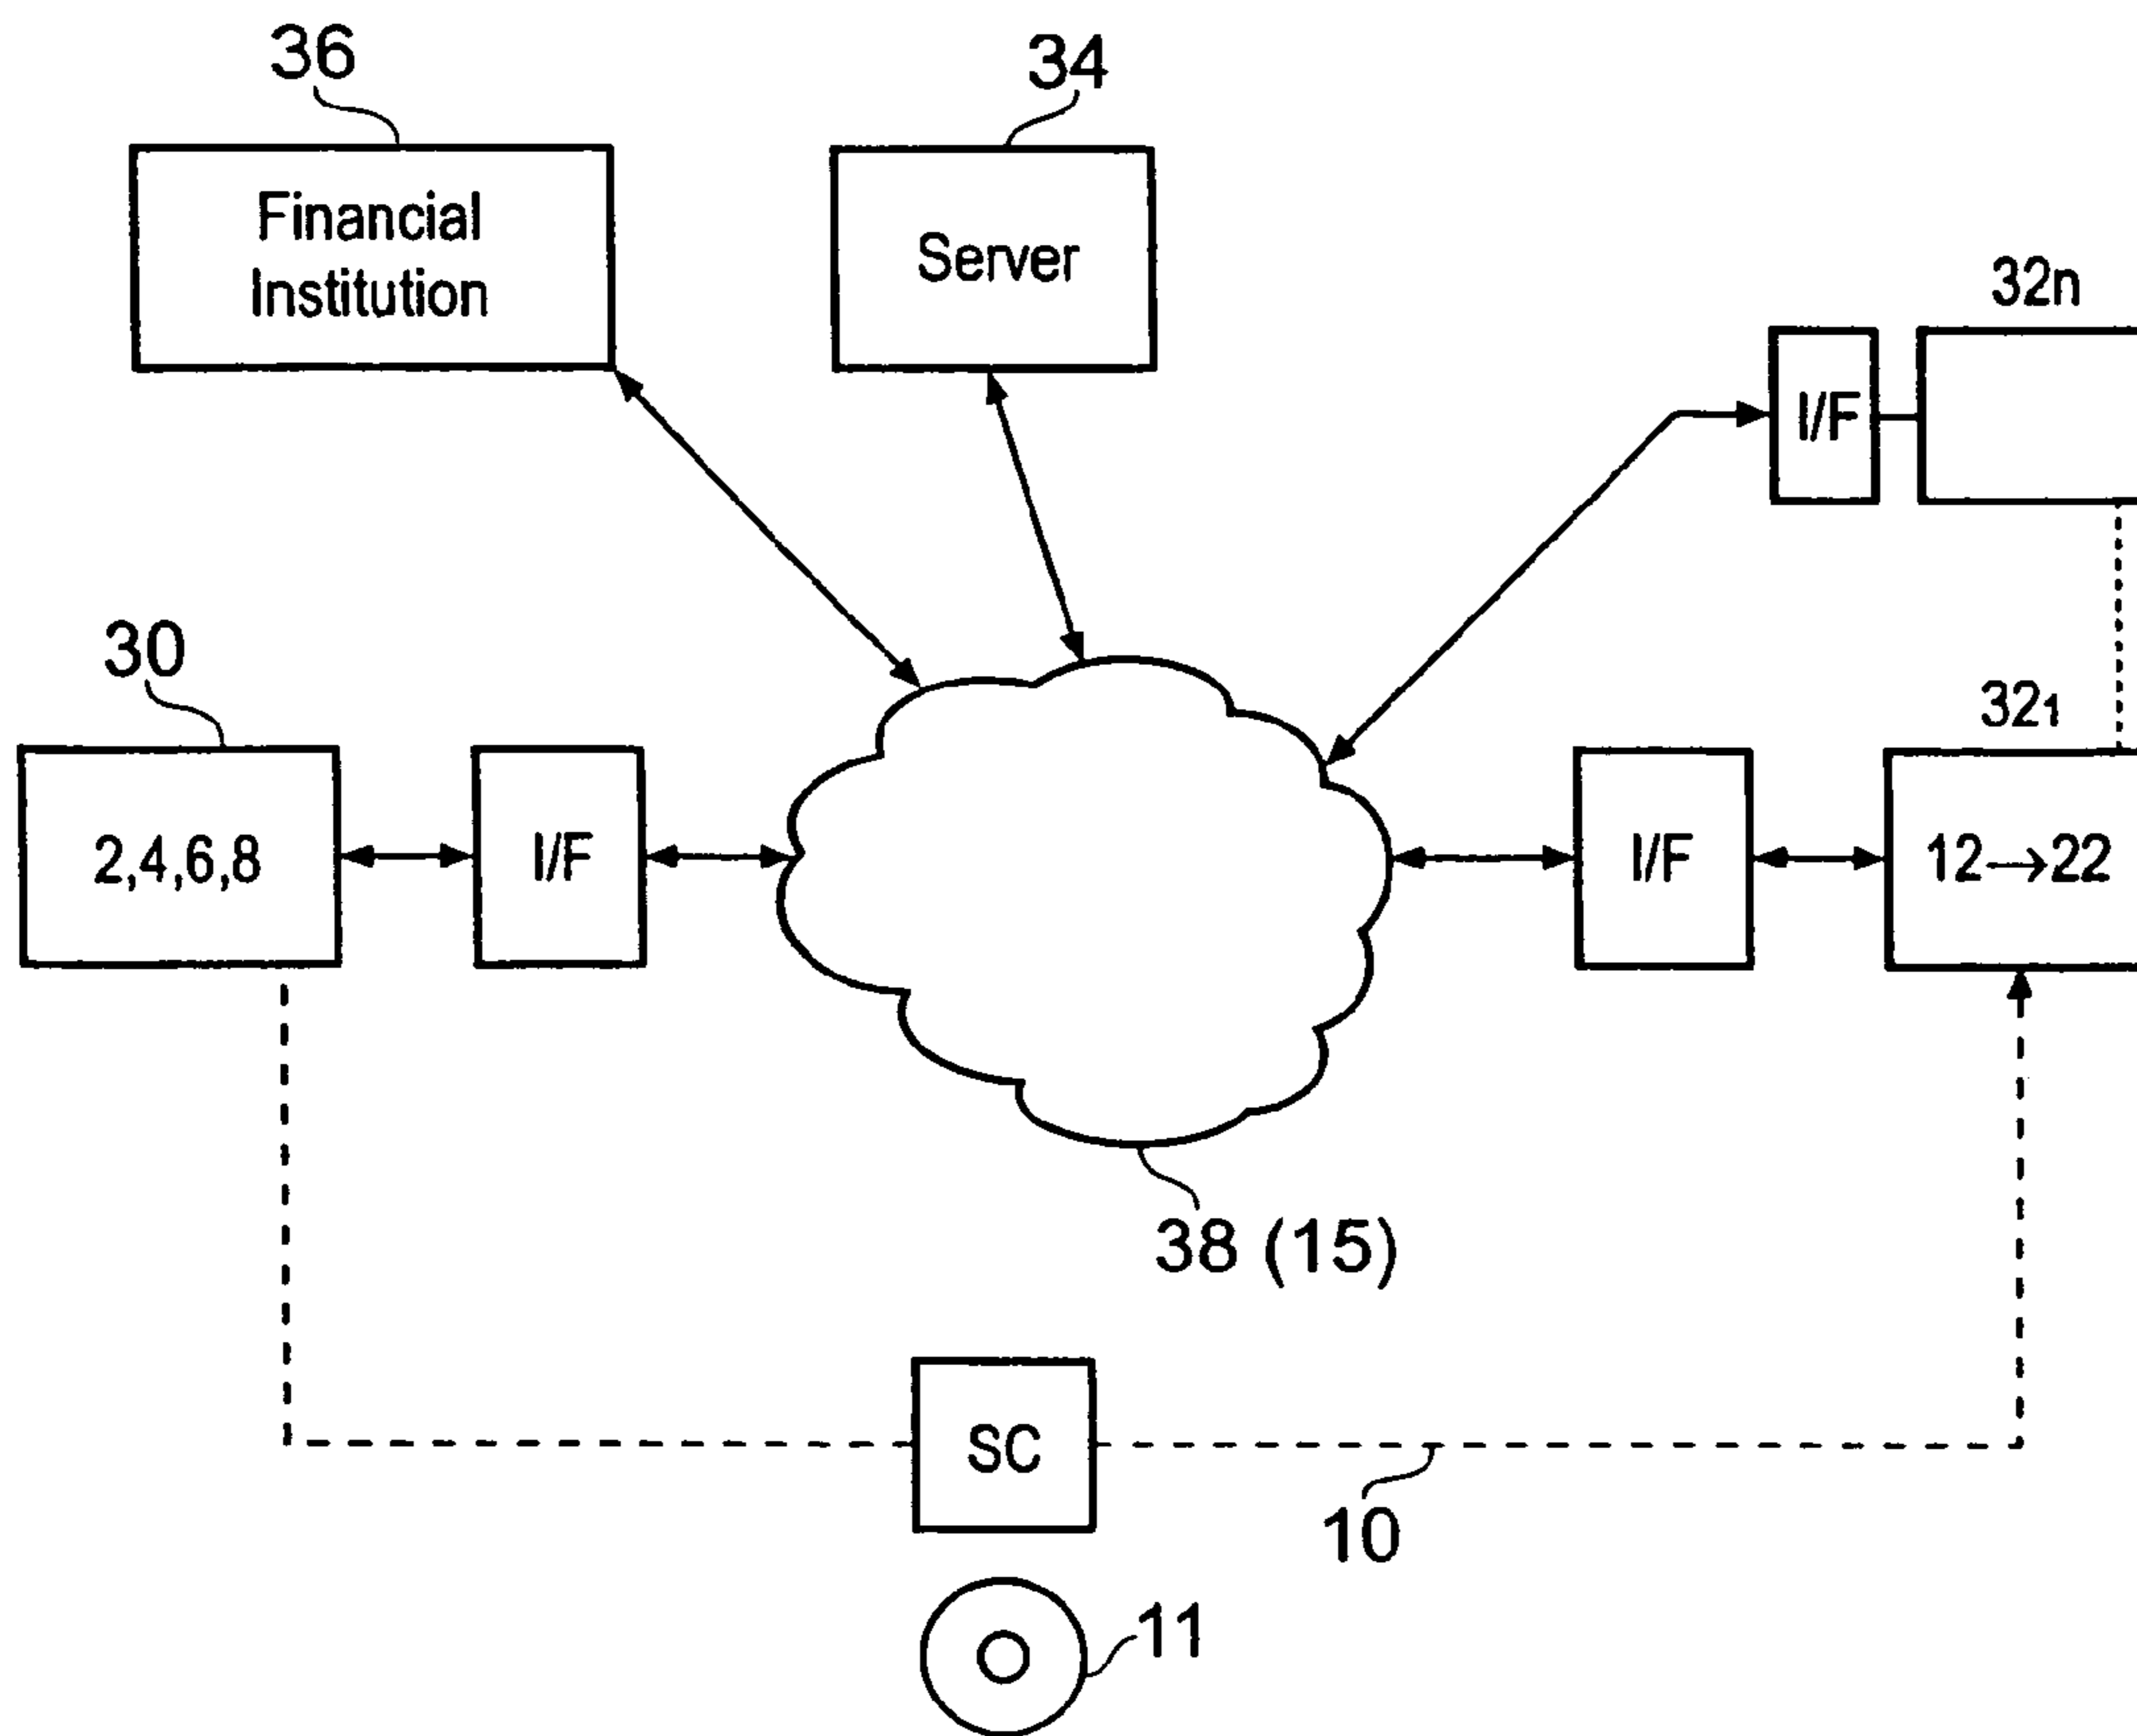 36
34
Financial
Institution
Server
32n
I/F
30
32₁
2,4,6,8
I/F
I/F
12→22
38 (15)
SC
10
11